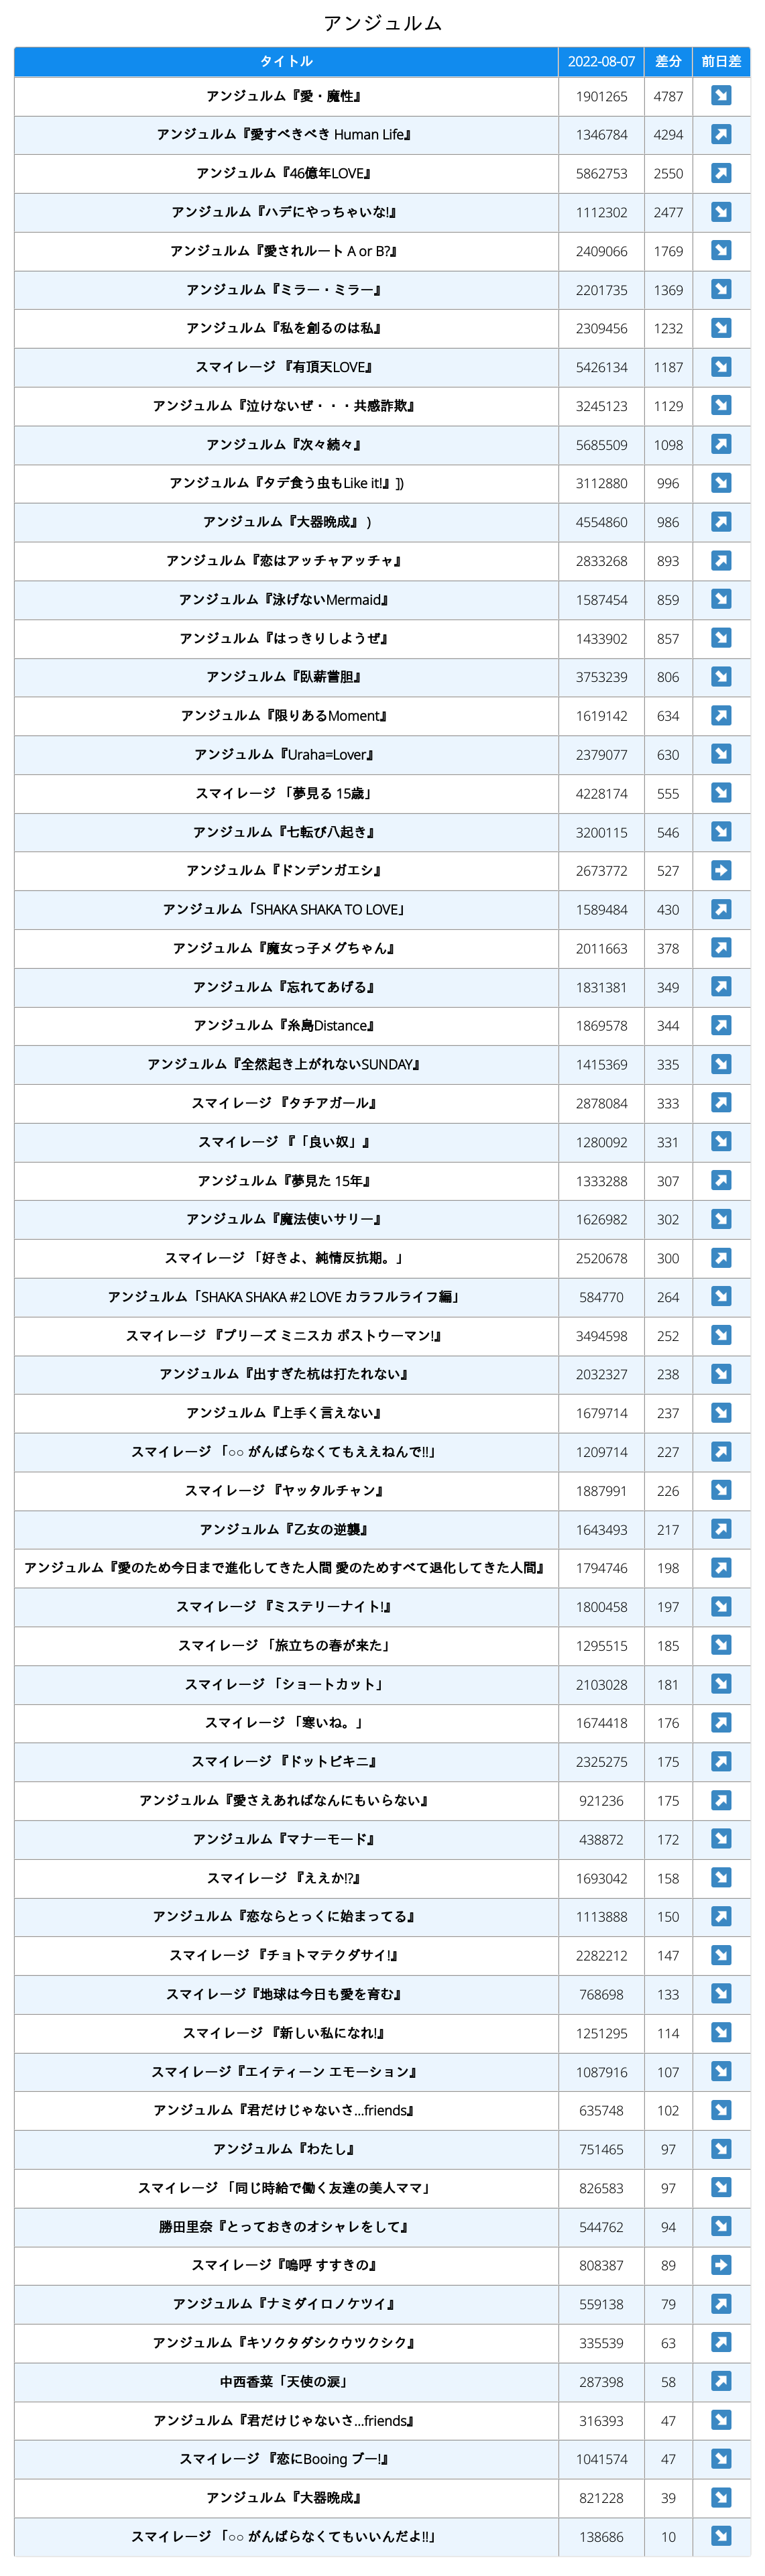 アンジュルム
タイトル 2022-08-07 差分 前日差
アンジュルム『愛・魔性』 1901265 4787 ↘
アンジュルム『愛すべきべき Human Life』 1346784 4294 ↗
アンジュルム『46億年LOVE』 5862753 2550 ↗
アンジュルム『ハデにやっちゃいな!』 1112302 2477 ↘
アンジュルム『愛されルート A or B?』 2409066 1769 ↘
アンジュルム『ミラー・ミラー』 2201735 1369 ↘
アンジュルム『私を創るのは私』 2309456 1232 ↘
スマイレージ 『有頂天LOVE』 5426134 1187 ↘
アンジュルム『泣けないぜ・・・共感詐欺』 3245123 1129 ↘
アンジュルム『次々続々』 5685509 1098 ↗
アンジュルム『タデ食う虫もLike it!』]) 3112880 996 ↘
アンジュルム『大器晩成』 ) 4554860 986 ↗
アンジュルム『恋はアッチャアッチャ』 2833268 893 ↗
アンジュルム『泳げないMermaid』 1587454 859 ↘
アンジュルム『はっきりしようぜ』 1433902 857 ↘
アンジュルム『臥薪嘗胆』 3753239 806 ↘
アンジュルム『限りあるMoment』 1619142 634 ↗
アンジュルム『Uraha=Lover』 2379077 630 ↘
スマイレージ 「夢見る 15歳」 4228174 555 ↘
アンジュルム『七転び八起き』 3200115 546 ↘
アンジュルム『ドンデンガエシ』 2673772 527 ➡
アンジュルム「SHAKA SHAKA TO LOVE」 1589484 430 ↗
アンジュルム『魔女っ子メグちゃん』 2011663 378 ↗
アンジュルム『忘れてあげる』 1831381 349 ↗
アンジュルム『糸島Distance』 1869578 344 ↗
アンジュルム『全然起き上がれないSUNDAY』 1415369 335 ↘
スマイレージ 『タチアガール』 2878084 333 ↗
スマイレージ 『「良い奴」』 1280092 331 ↘
アンジュルム『夢見た 15年』 1333288 307 ↗
アンジュルム『魔法使いサリー』 1626982 302 ↘
スマイレージ 「好きよ、純情反抗期。」 2520678 300 ↗
アンジュルム「SHAKA SHAKA #2 LOVE カラフルライフ編」 584770 264 ↘
スマイレージ 『プリーズ ミニスカ ポストウーマン!』 3494598 252 ↘
アンジュルム『出すぎた杭は打たれない』 2032327 238 ↘
アンジュルム『上手く言えない』 1679714 237 ↘
スマイレージ 「○○ がんばらなくてもええねんで!!」 1209714 227 ↗
スマイレージ 『ヤッタルチャン』 1887991 226 ↘
アンジュルム『乙女の逆襲』 1643493 217 ↗
アンジュルム『愛のため今日まで進化してきた人間 愛のためすべて退化してきた人間』 1794746 198 ↗
スマイレージ 『ミステリーナイト!』 1800458 197 ↘
スマイレージ 「旅立ちの春が来た」 1295515 185 ↘
スマイレージ 「ショートカット」 2103028 181 ↘
スマイレージ 「寒いね。」 1674418 176 ↗
スマイレージ 『ドットビキニ』 2325275 175 ↗
アンジュルム『愛さえあればなんにもいらない』 921236 175 ↗
アンジュルム『マナーモード』 438872 172 ↘
スマイレージ 『ええか!?』 1693042 158 ↘
アンジュルム『恋ならとっくに始まってる』 1113888 150 ↗
スマイレージ 『チョトマテクダサイ!』 2282212 147 ↘
スマイレージ『地球は今日も愛を育む』 768698 133 ↘
スマイレージ 『新しい私になれ!』 1251295 114 ↘
スマイレージ『エイティーン エモーション』 1087916 107 ↘
アンジュルム『君だけじゃないさ...friends』 635748 102 ↘
アンジュルム『わたし』 751465 97 ↘
スマイレージ 「同じ時給で働く友達の美人ママ」 826583 97 ↘
勝田里奈『とっておきのオシャレをして』 544762 94 ↘
スマイレージ『嗚呼 すすきの』 808387 89 ➡
アンジュルム『ナミダイロノケツイ』 559138 79 ↗
アンジュルム『キソクタダシクウツクシク』 335539 63 ↗
中西香菜「天使の涙」 287398 58 ↗
アンジュルム『君だけじゃないさ...friends』 316393 47 ↘
スマイレージ 『恋にBooing ブー!』 1041574 47 ↘
アンジュルム『大器晩成』 821228 39 ↘
スマイレージ 「○○ がんばらなくてもいいんだよ!!」 138686 10 ↘